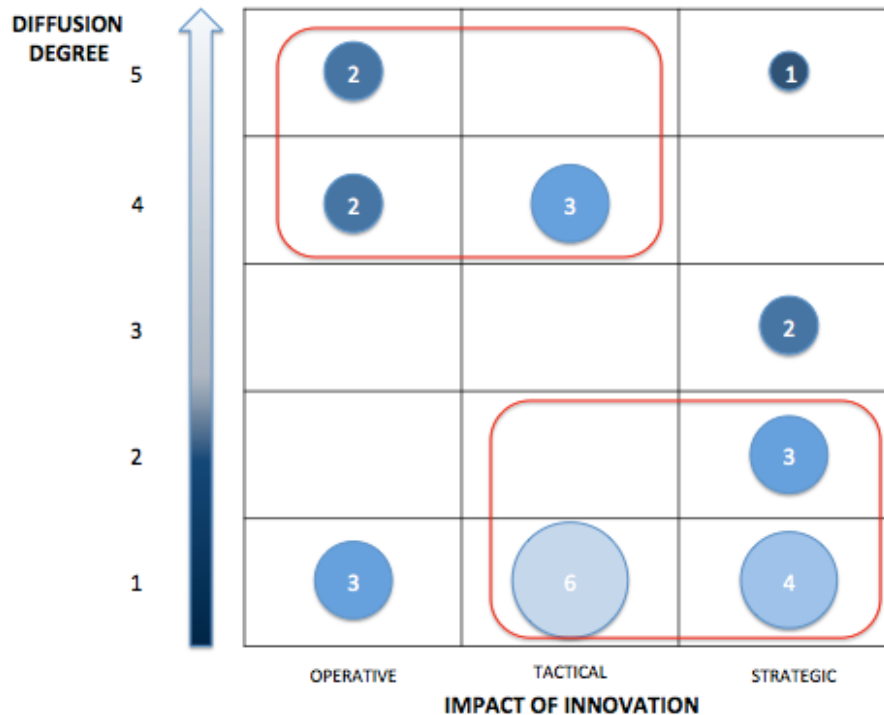 DIFFUSION
DEGREE
5
2
1
4
2
3
3
2
2
3
1
3
6
4
OPERATIVE
TACTICAL
STRATEGIC
IMPACT OF INNOVATION